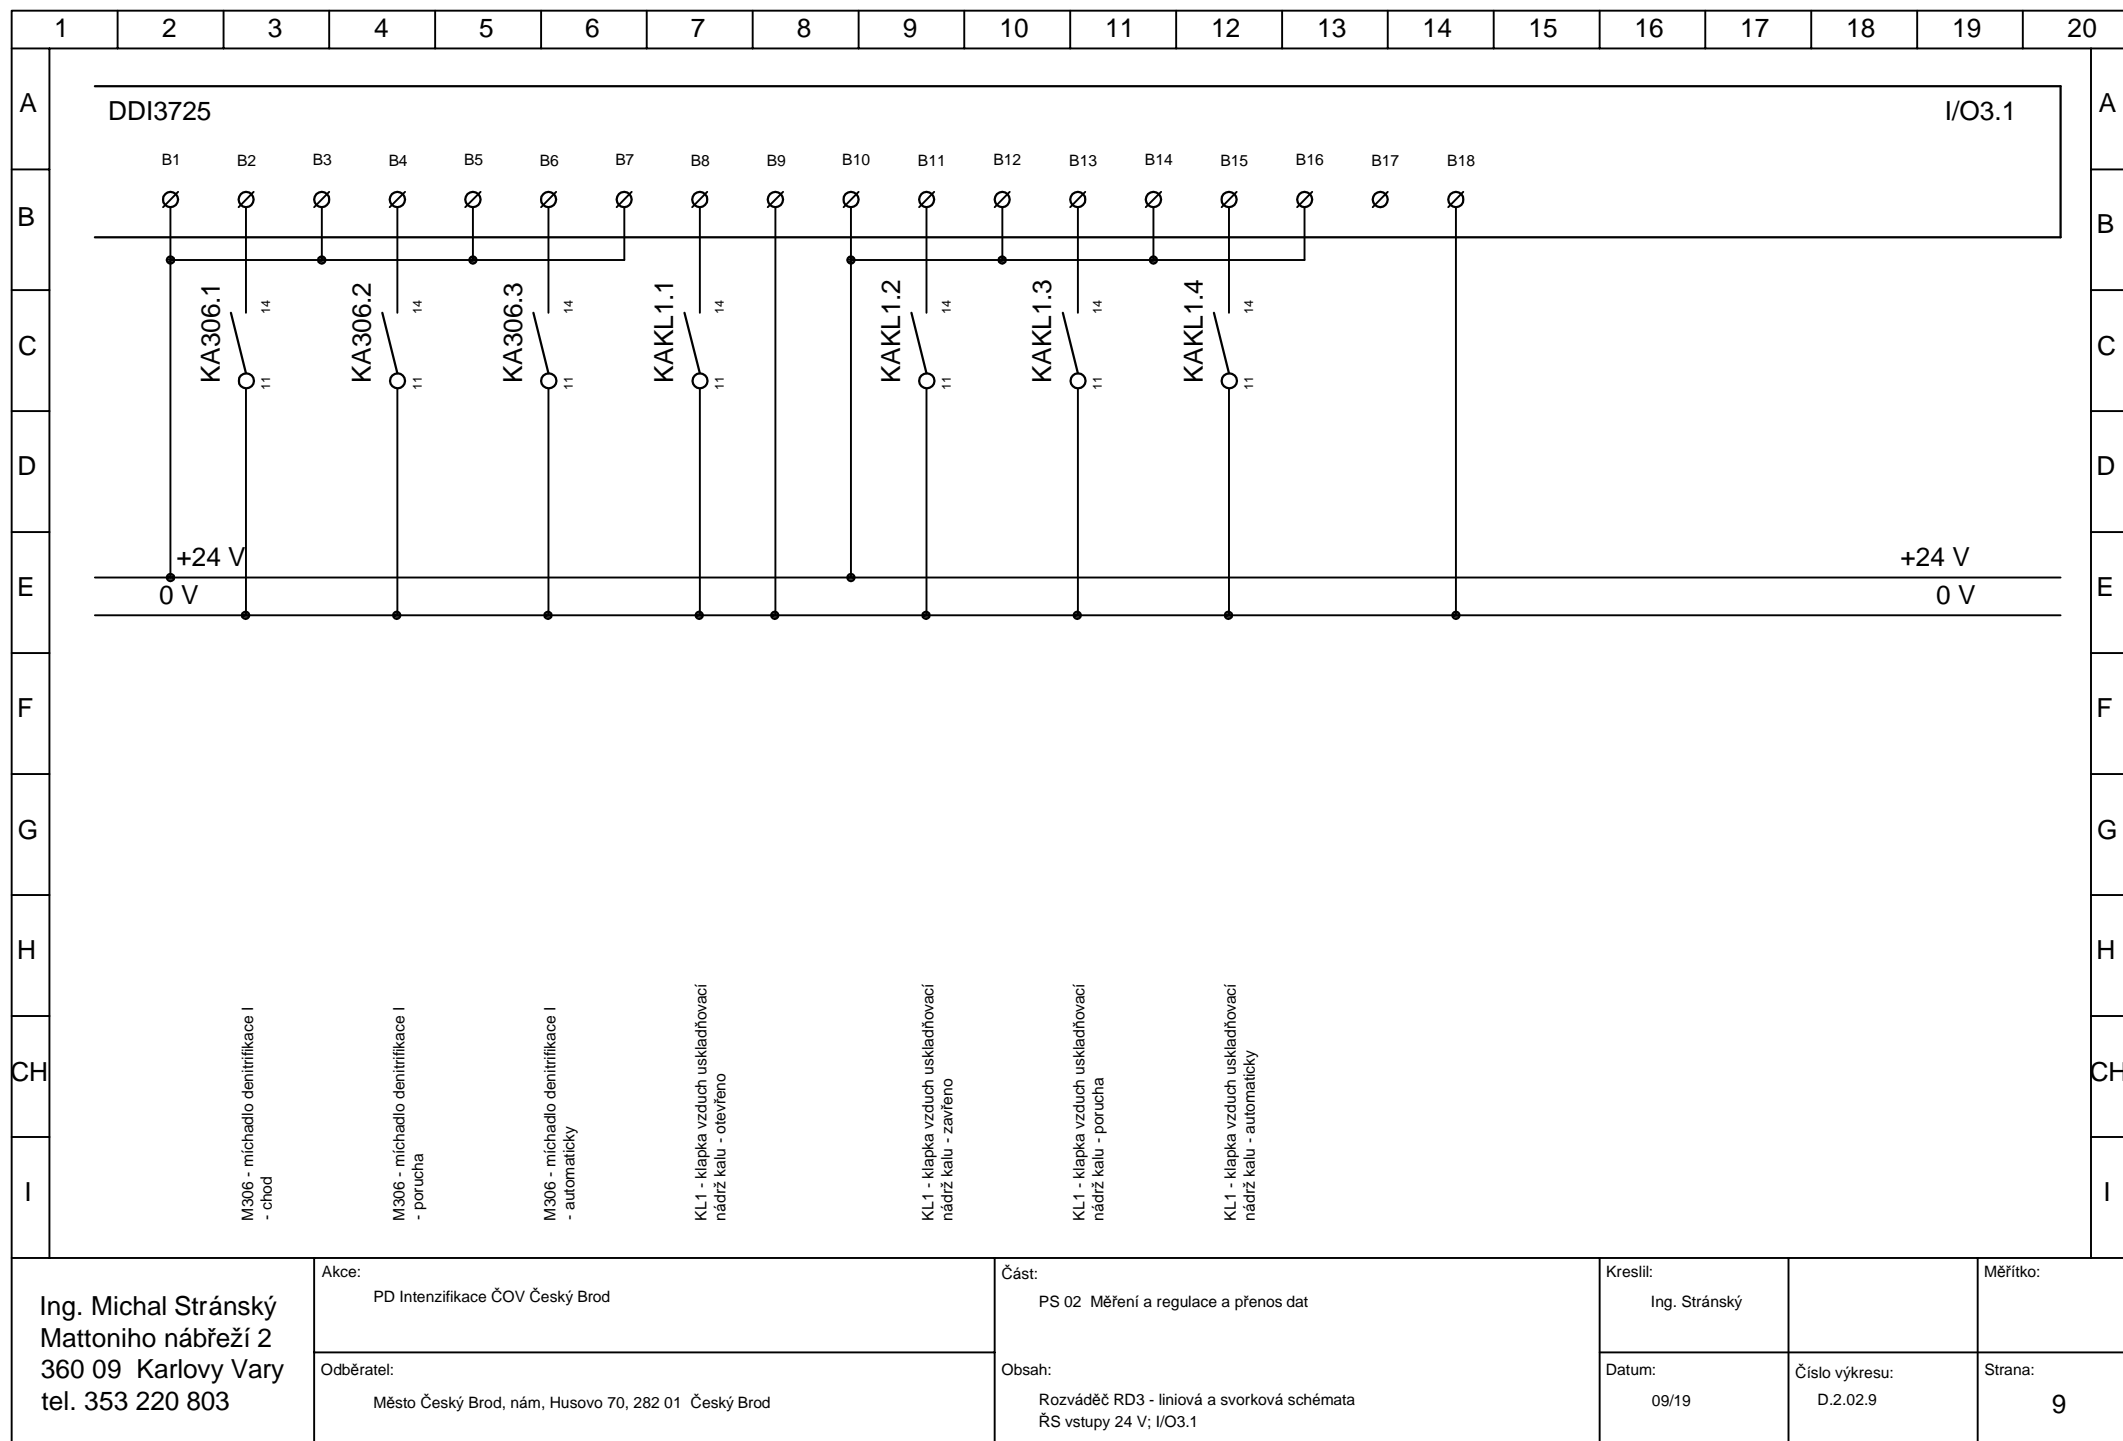 1 2 3 4 5 6 7 8 9 10 11 12 13 14 15 16 17 18 19 20
A A
DDI3725 I/O3.1
B1 B2 B3 B4 B5 B6 B7 B8 B9 B10 B11 B12 B13 B14 B15 B16 B17 B18
B B
KA306.1 14 11
KA306.2 14 11
KA306.3 14 11
KAKL1.1 14 11
KAKL1.2 14 11
KAKL1.3 14 11
KAKL1.4 14 11
C C
D D
+24 V +24 V
E E
0 V 0 V
F F
G G
H H
CH CH
I I
M306 - míchadlo denitrifikace I
- chod
M306 - míchadlo denitrifikace I
- porucha
M306 - míchadlo denitrifikace I
- automaticky
KL1 - klapka vzduch uskladňovací
nádrž kalu - otevřeno
KL1 - klapka vzduch uskladňovací
nádrž kalu - zavřeno
KL1 - klapka vzduch uskladňovací
nádrž kalu - porucha
KL1 - klapka vzduch uskladňovací
nádrž kalu - automaticky
Ing. Michal Stránský
Mattoniho nábřeží 2
360 09 Karlovy Vary
tel. 353 220 803
Akce:
PD Intenzifikace ČOV Český Brod
Odběratel:
Město Český Brod, nám, Husovo 70, 282 01 Český Brod
Část:
PS 02 Měření a regulace a přenos dat
Obsah:
Rozváděč RD3 - liniová a svorková schémata
ŘS vstupy 24 V; I/O3.1
Kreslil:
Ing. Stránský
Měřítko:
Datum:
09/19
Číslo výkresu:
D.2.02.9
Strana:
9